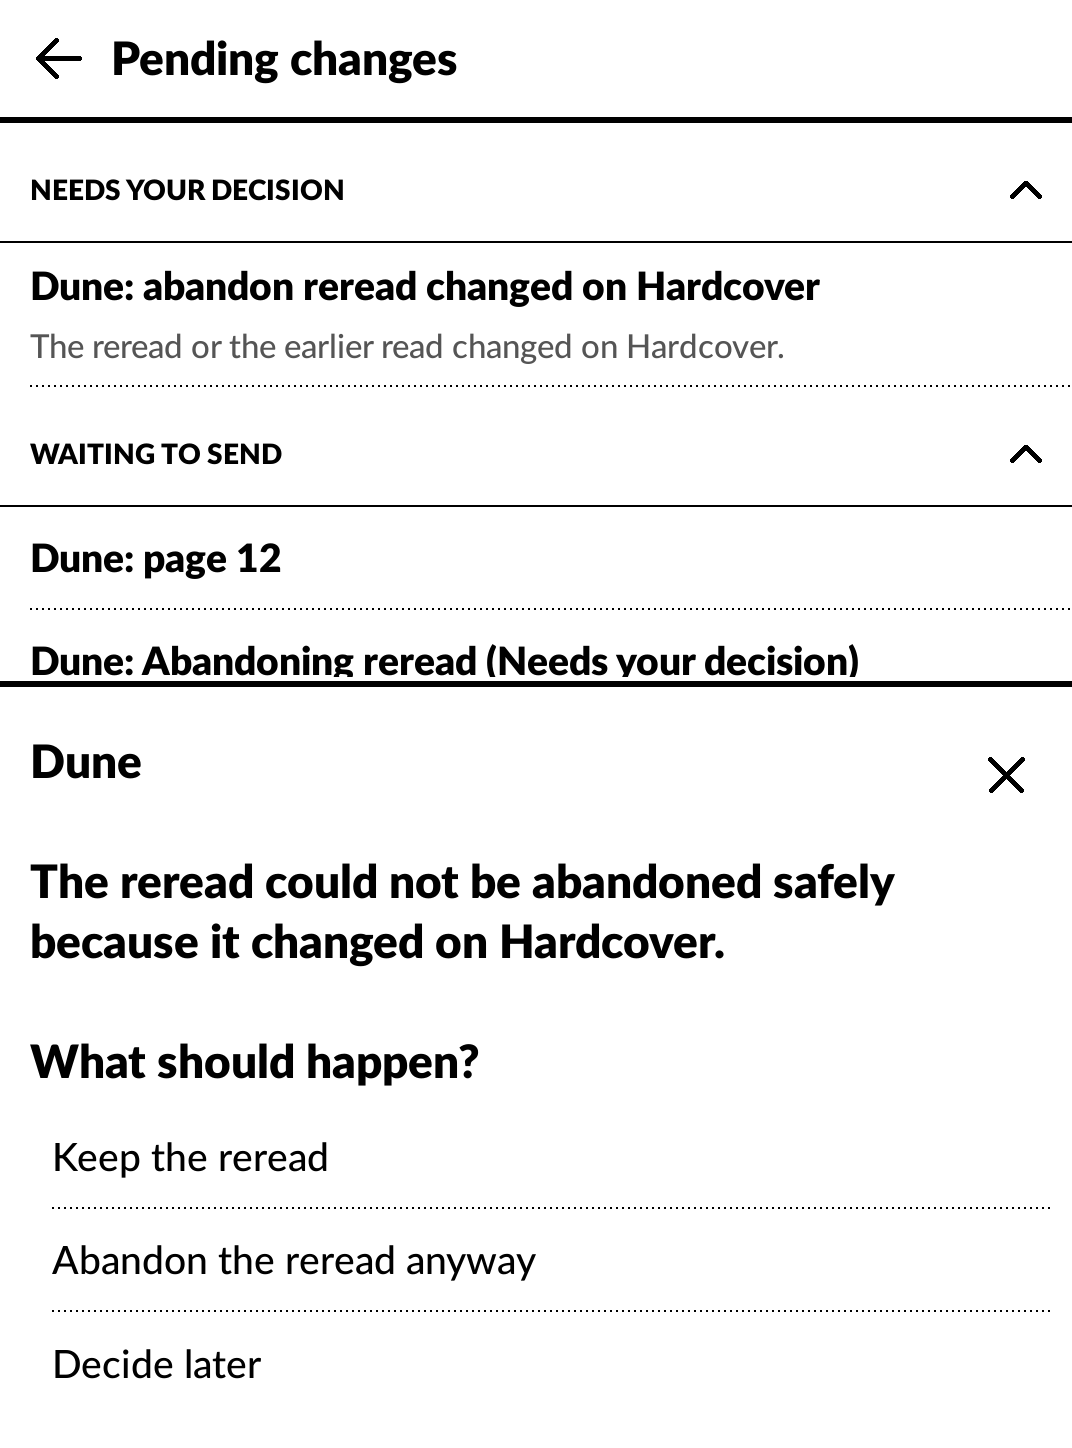 Pending changes
NEEDS YOUR DECISION
Dune: abandon reread changed on Hardcover
The reread or the earlier read changed on Hardcover.
WAITING TO SEND
Dune: page 12
Dune: Abandoning reread (Needs your decision)
Dune
The reread could not be abandoned safely
because it changed on Hardcover.
What should happen?
Keep the reread
Abandon the reread anyway
Decide later